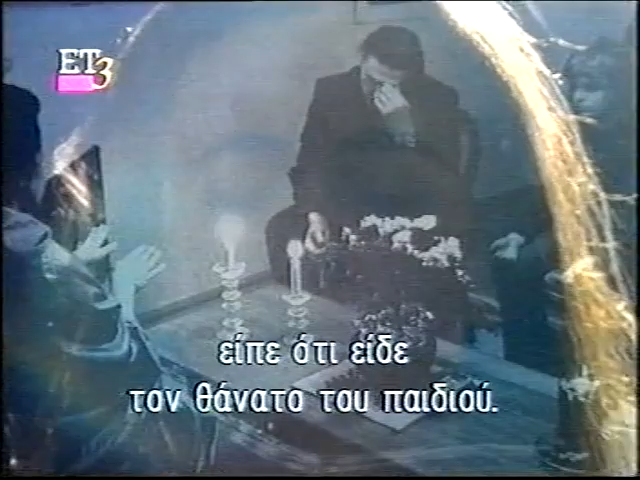 ET3
είπε ότι είδε
τον θάνατο του παιδιού.